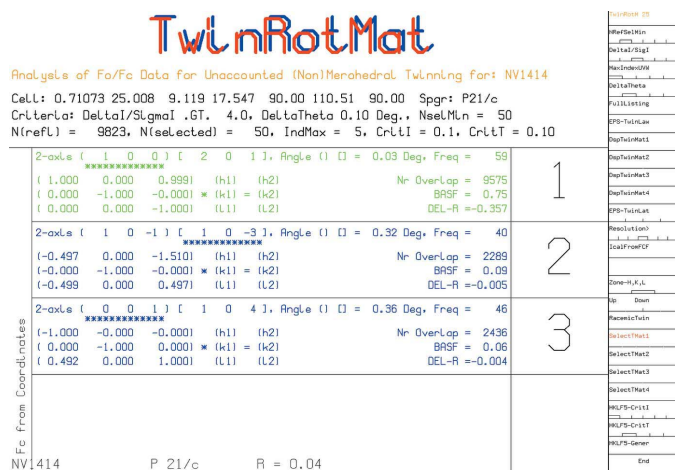 TwinRotMat
Analysis of Fo/Fc Data for Unaccounted (Non)Merohedral Twinning for: NV1414
Cell: 0.71073 25.008 9.119 17.547 90.00 110.51 90.00 Spgr: P21/c
Criteria: DeltaI/SigmaI .GT. 4.0, DeltaTheta 0.10 Deg., NselMin = 50
N(refl) = 9823, N(selected) = 50, IndMax = 5, CritI = 0.1, CritT = 0.10
2-axis ( 1 0 0 ) [ 2 0 1 ], Angle () [] = 0.03 Deg, Freq = 59
*************
( 1.000 0.000 0.999) (h1) (h2) Nr Overlap = 9575
( 0.000 -1.000 -0.000) * (k1) = (k2) BASF = 0.75
( 0.000 0.000 -1.000) (l1) (l2) DEL-R =-0.357
1
2-axis ( 1 0 -1 ) [ 1 0 -3 ], Angle () [] = 0.32 Deg, Freq = 40
*************
(-0.497 0.000 -1.510) (h1) (h2) Nr Overlap = 2289
(-0.000 -1.000 -0.000) * (k1) = (k2) BASF = 0.09
(-0.499 0.000 0.497) (l1) (l2) DEL-R =-0.005
2
2-axis ( 0 0 1 ) [ 1 0 4 ], Angle () [] = 0.36 Deg, Freq = 46
*************
(-1.000 -0.000 -0.000) (h1) (h2) Nr Overlap = 2436
( 0.000 -1.000 0.000) * (k1) = (k2) BASF = 0.06
( 0.492 0.000 1.000) (l1) (l2) DEL-R =-0.004
3
Fc from Coordinates
NV1414 P 21/c R = 0.04
NRefSelMin
DeltaI/SigI
MaxIndexUVW
DeltaTheta
FullListing
EPS-TwinLaw
DspTwinMat1
DspTwinMat2
DspTwinMat3
DspTwinMat4
EPS-TwinLat
Resolution>
IcalFromFCF
Zone-H,K,L
Up Down
RacemicTwin
SelectTMat1
SelectTMat2
SelectTMat3
SelectTMat4
HKLF5-CritI
HKLF5-CritT
HKLF5-Gener
End